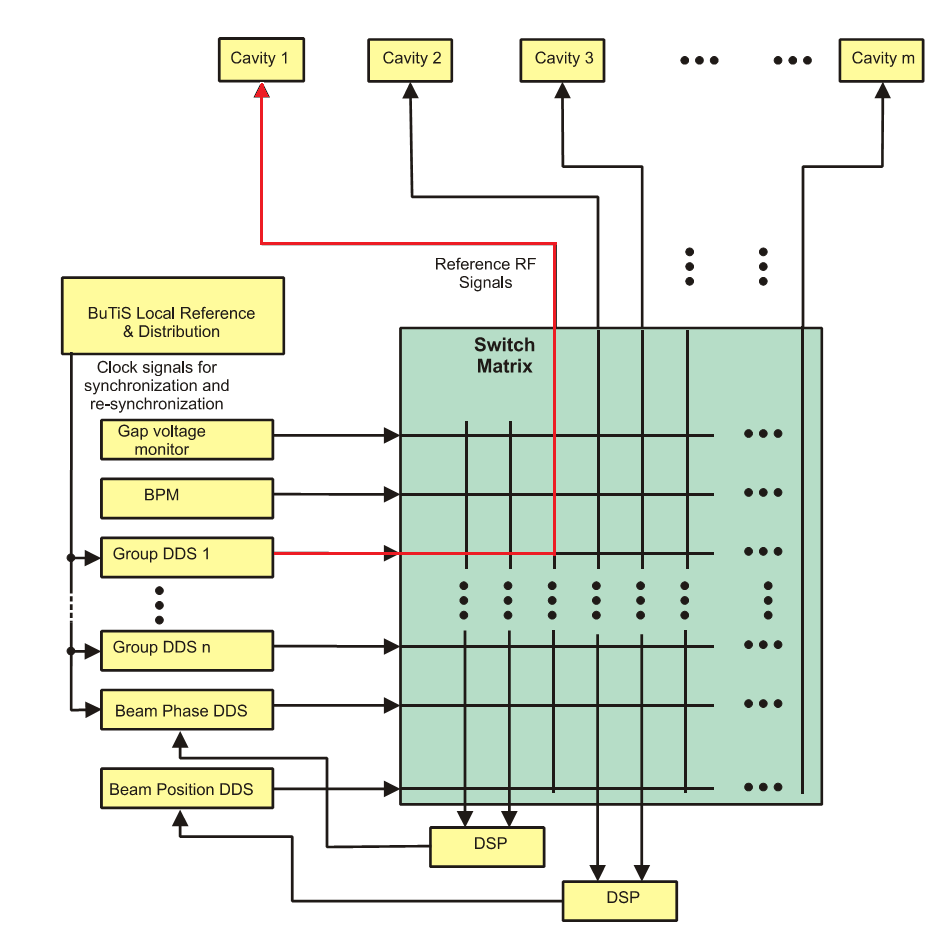 Cavity 1
Cavity 2
Cavity 3
Cavity m
Reference RF
Signals
BuTiS Local Reference
& Distribution
Switch
Matrix
Clock signals for
synchronization and
re-synchronization
Gap voltage
monitor
BPM
Group DDS 1
Group DDS n
Beam Phase DDS
Beam Position DDS
DSP
DSP